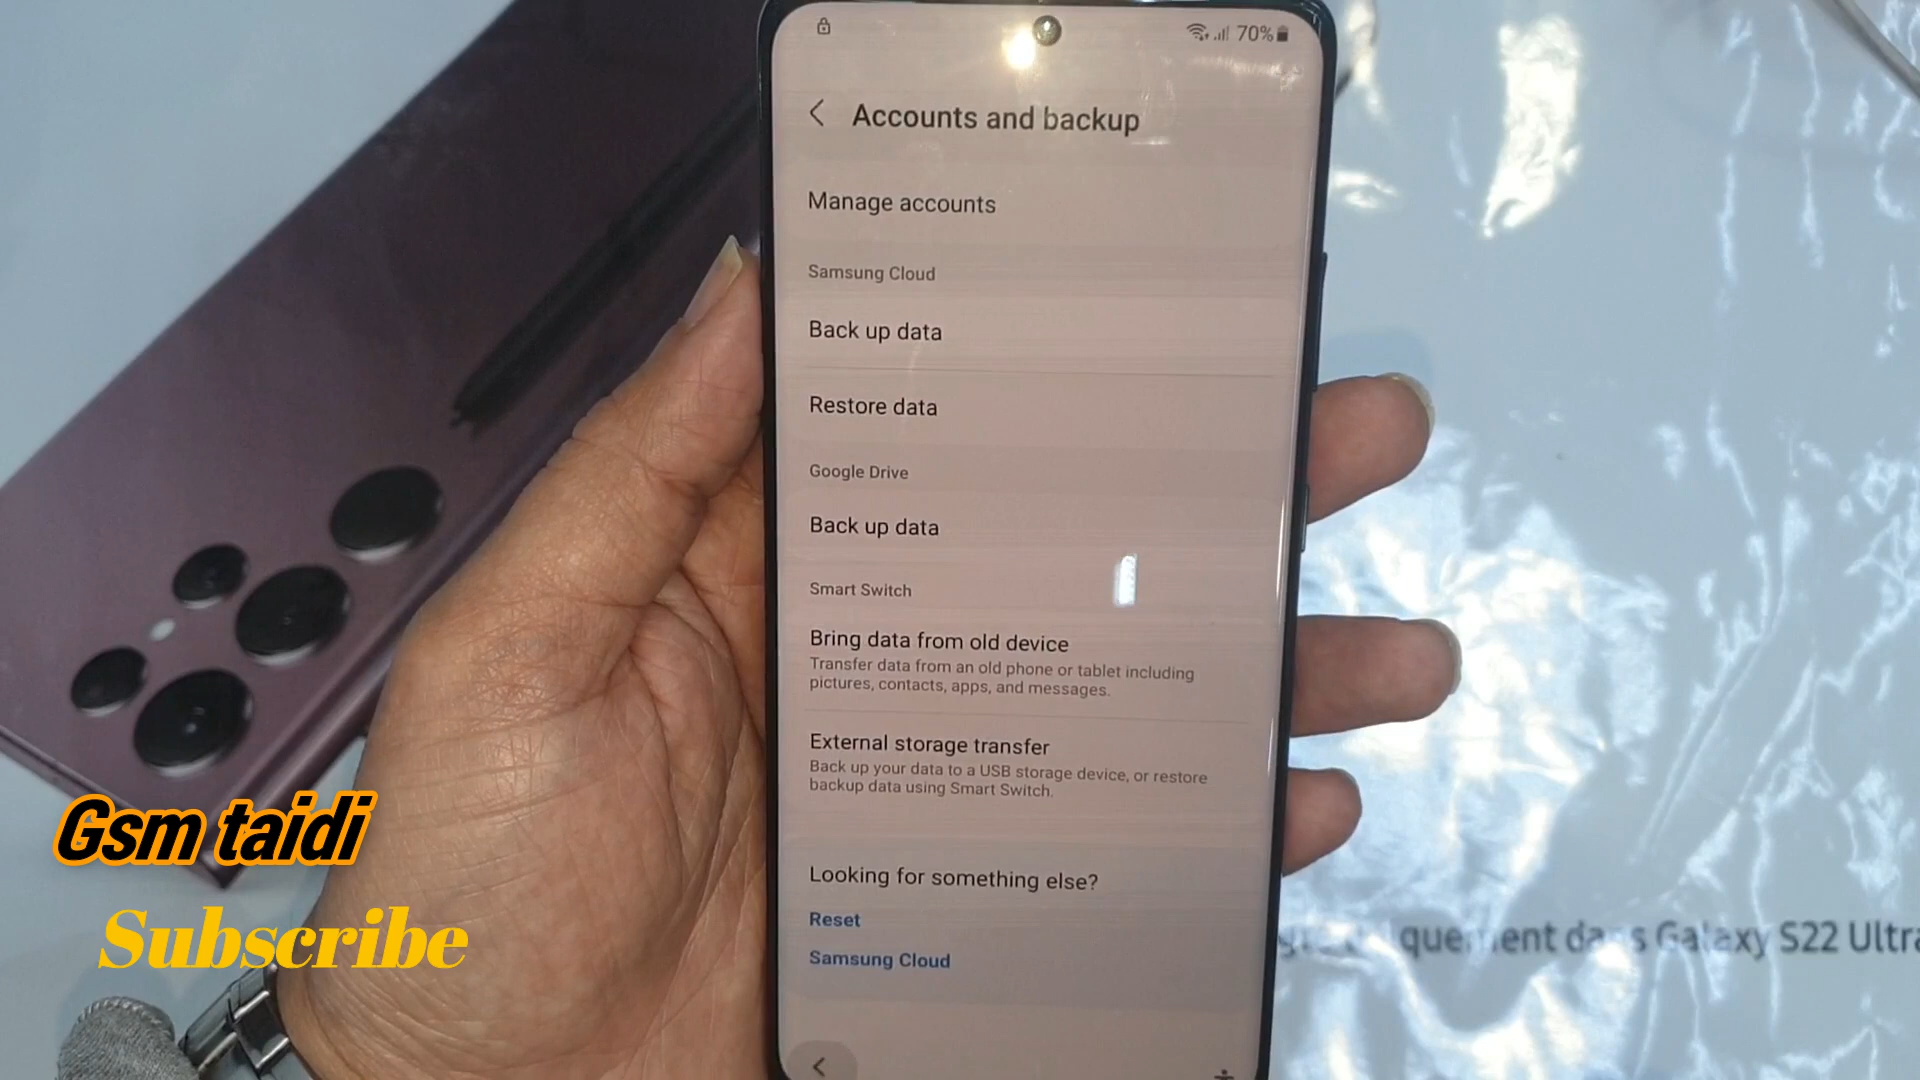 70%
Accounts and backup
Manage accounts
Samsung Cloud
Back up data
Restore data
Google Drive
Back up data
Smart Switch
Bring data from old device
Transfer data from an old phone or tablet including
pictures, contacts, apps, and messages.
External storage transfer
Back up your data to a USB storage device, or restore
backup data using Smart Switch.
Looking for something else?
Reset
Samsung Cloud
Gsm taidi
Subscribe
dans Galaxy S22 Ultra